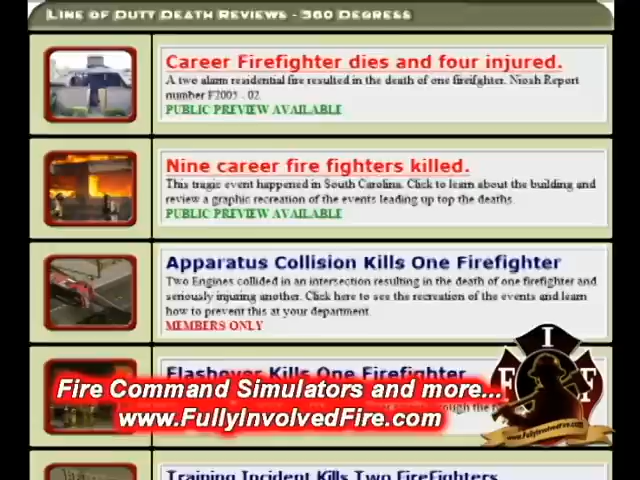 Line of Duty Death Reviews - 360 Degress
Career Firefighter dies and four injured.
A two alarm residential fire resulted in the death of one fireifghter. Niosh Report
number F2005 - 02
PUBLIC PREVIEW AVAILABLE
Nine career fire fighters killed.
This tragic event happened in South Carolina. Click to learn about the building and
review a graphic recreation of the events leading up top the deaths.
PUBLIC PREVIEW AVAILABLE
Apparatus Collision Kills One Firefighter
Two Engines collided in an intersection resulting in the death of one firefighter and
seriously injuring another. Click here to see the recreation of the events and learn
how to prevent this at your department.
MEMBERS ONLY
Flashover Kills One Firefighter
Fire Command Simulators and more...
www.FullyInvolvedFire.com
F I F
www.FullyInvolvedFire.com
Training Incident Kills Two FireFighters